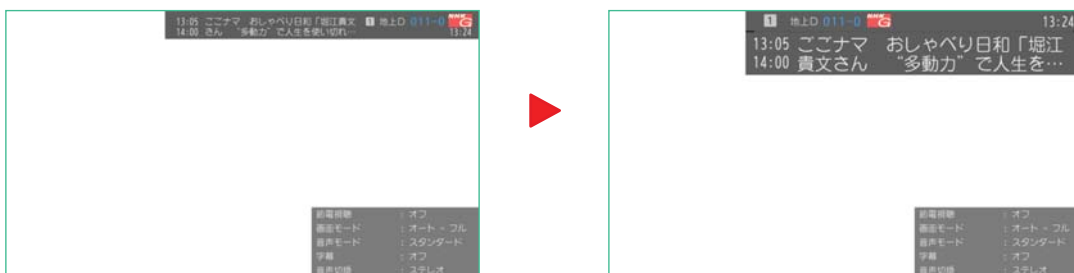 13:05 ごごナマ おしゃべり日和「堀江貴文 1 地上D 011-0 NHK G
14:00 さん “多動力”で人生を使い切れ… 13:24
節電視聴 : オフ
画面モード : オート - フル
音声モード : スタンダード
字幕 : オフ
音声切換 : ステレオ
1 地上D 011-0 NHK G 13:24
13:05 ごごナマ おしゃべり日和「堀江
14:00 貴文さん “多動力”で人生を…
節電視聴 : オフ
画面モード : オート - フル
音声モード : スタンダード
字幕 : オフ
音声切換 : ステレオ